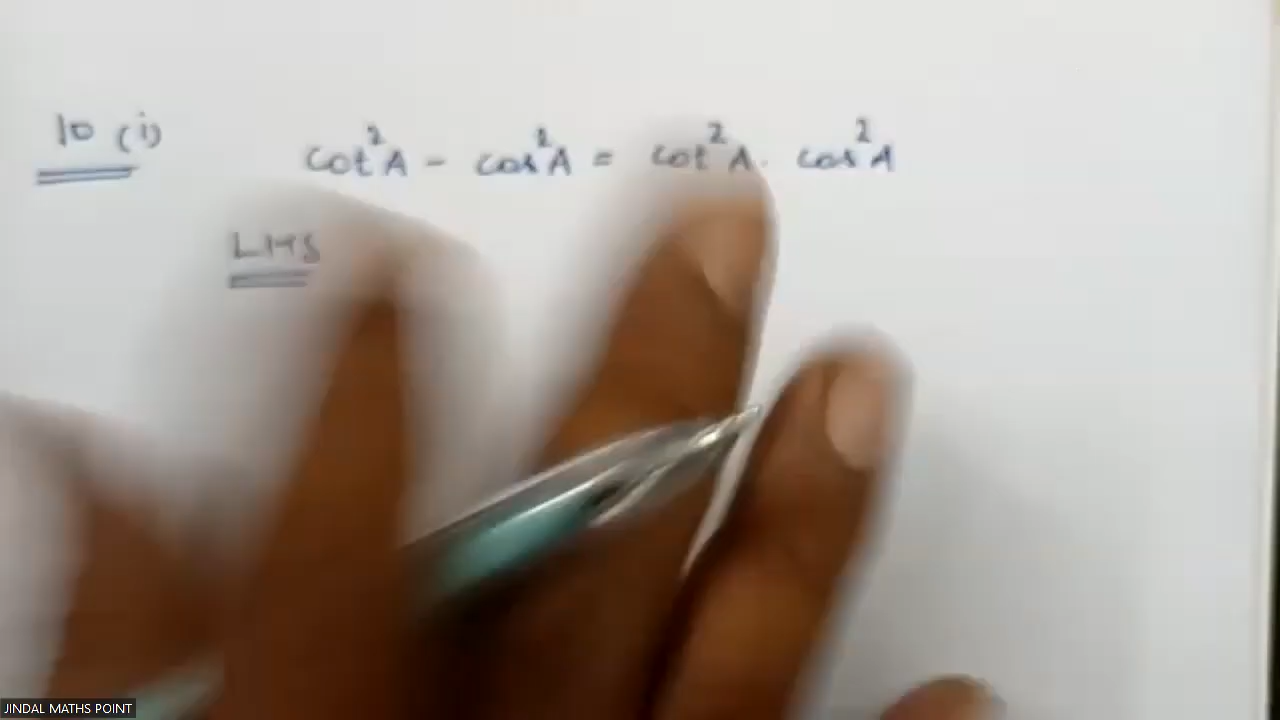 10 (i) cot²A - cos²A = cot²A . cos²A
LHS
JINDAL MATHS POINT